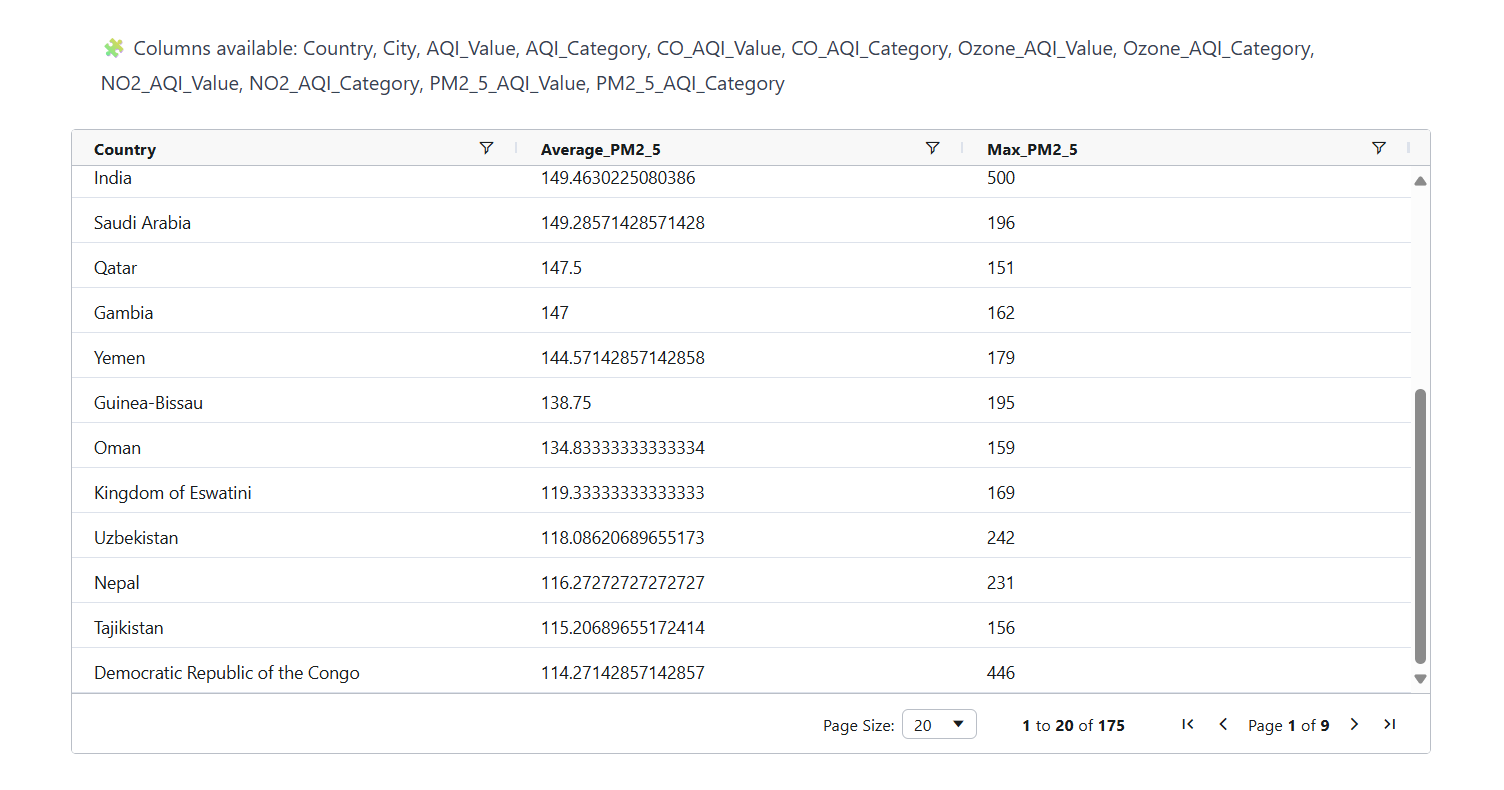 🧩 Columns available: Country, City, AQI_Value, AQI_Category, CO_AQI_Value, CO_AQI_Category, Ozone_AQI_Value, Ozone_AQI_Category,
NO2_AQI_Value, NO2_AQI_Category, PM2_5_AQI_Value, PM2_5_AQI_Category
Country Average_PM2_5 Max_PM2_5
India 149.4630225080386 500
Saudi Arabia 149.28571428571428 196
Qatar 147.5 151
Gambia 147 162
Yemen 144.57142857142858 179
Guinea-Bissau 138.75 195
Oman 134.83333333333334 159
Kingdom of Eswatini 119.33333333333333 169
Uzbekistan 118.08620689655173 242
Nepal 116.27272727272727 231
Tajikistan 115.20689655172414 156
Democratic Republic of the Congo 114.27142857142857 446
Page Size: 20 1 to 20 of 175 Page 1 of 9